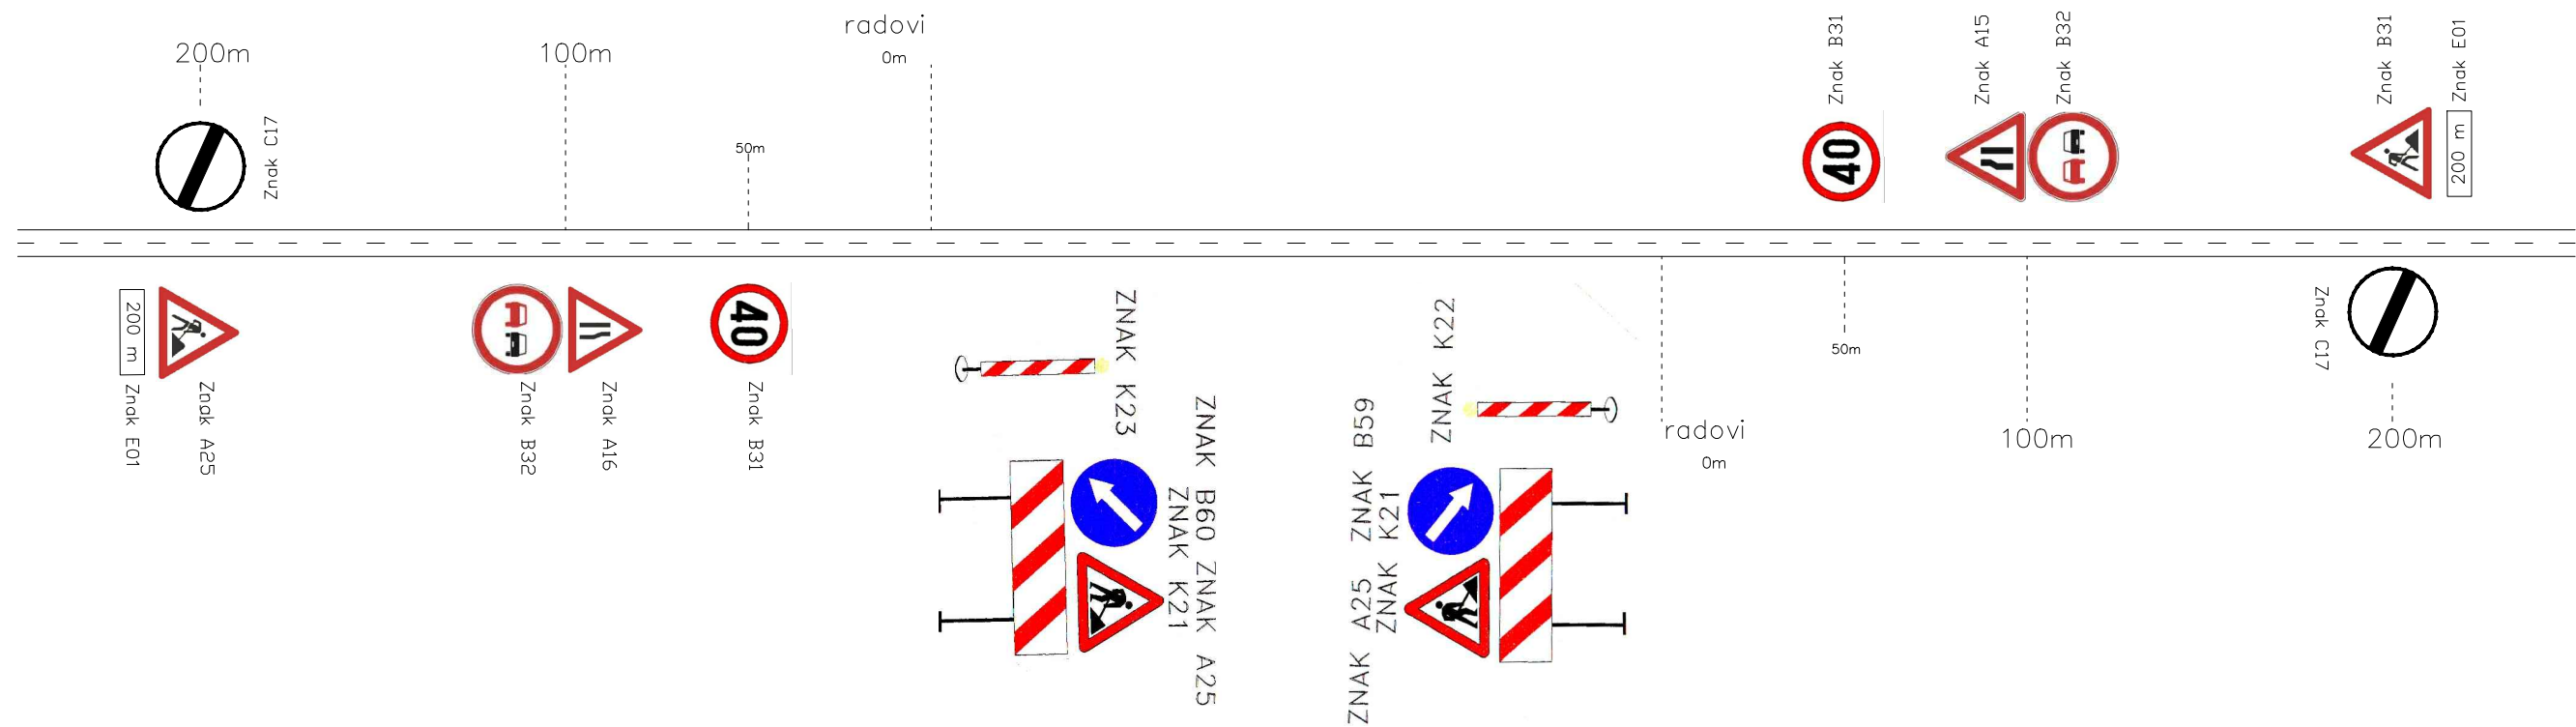 radovi
0m
200m
100m
50m
Znak C17
Znak B31
Znak A15
Znak B32
Znak B31
Znak E01
40
200 m
200 m
Znak E01
Znak A25
Znak B32
Znak A16
40
Znak B31
ZNAK K23
ZNAK B60 ZNAK A25
ZNAK K21
ZNAK K22
ZNAK A25 ZNAK B59
ZNAK K21
radovi
0m
50m
100m
Znak C17
200m